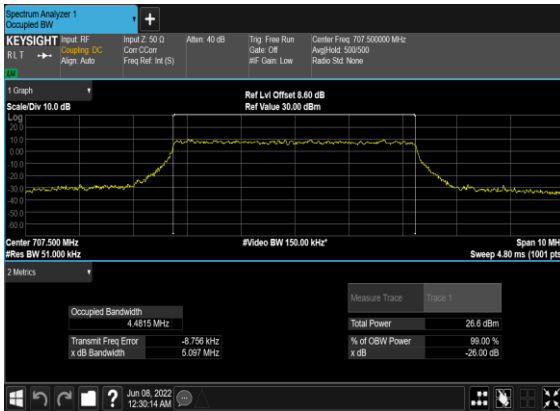 Spectrum Analyzer 1
Occupied BW
+
KEYSIGHT
RLT
Input: RF
Coupling: DC
Align: Auto
Input Z: 50 Ω
Corr CCorr
Freq Ref: Int (S)
Atten: 40 dB
Trig: Free Run
Gate: Off
#IF Gain: Low
Center Freq: 707.500000 MHz
Avg|Hold: 500/500
Radio Std: None
LW
1 Graph
Scale/Div 10.0 dB
Ref Lvl Offset 8.60 dB
Ref Value 30.00 dBm
Log
20.0
10.0
0.00
-10.0
-20.0
-30.0
-40.0
-50.0
-60.0
Center 707.500 MHz
#Res BW 51.000 kHz
#Video BW 150.00 kHz*
Span 10 MH
Sweep 4.80 ms (1001 pts
2 Metrics
Measure Trace
Trace 1
Occupied Bandwidth
4.4815 MHz
Total Power
26.6 dBm
Transmit Freq Error
-8.756 kHz
% of OBW Power
99.00 %
x dB Bandwidth
5.097 MHz
x dB
-26.00 dB
?
Jun 08, 2022
12:30:14 AM